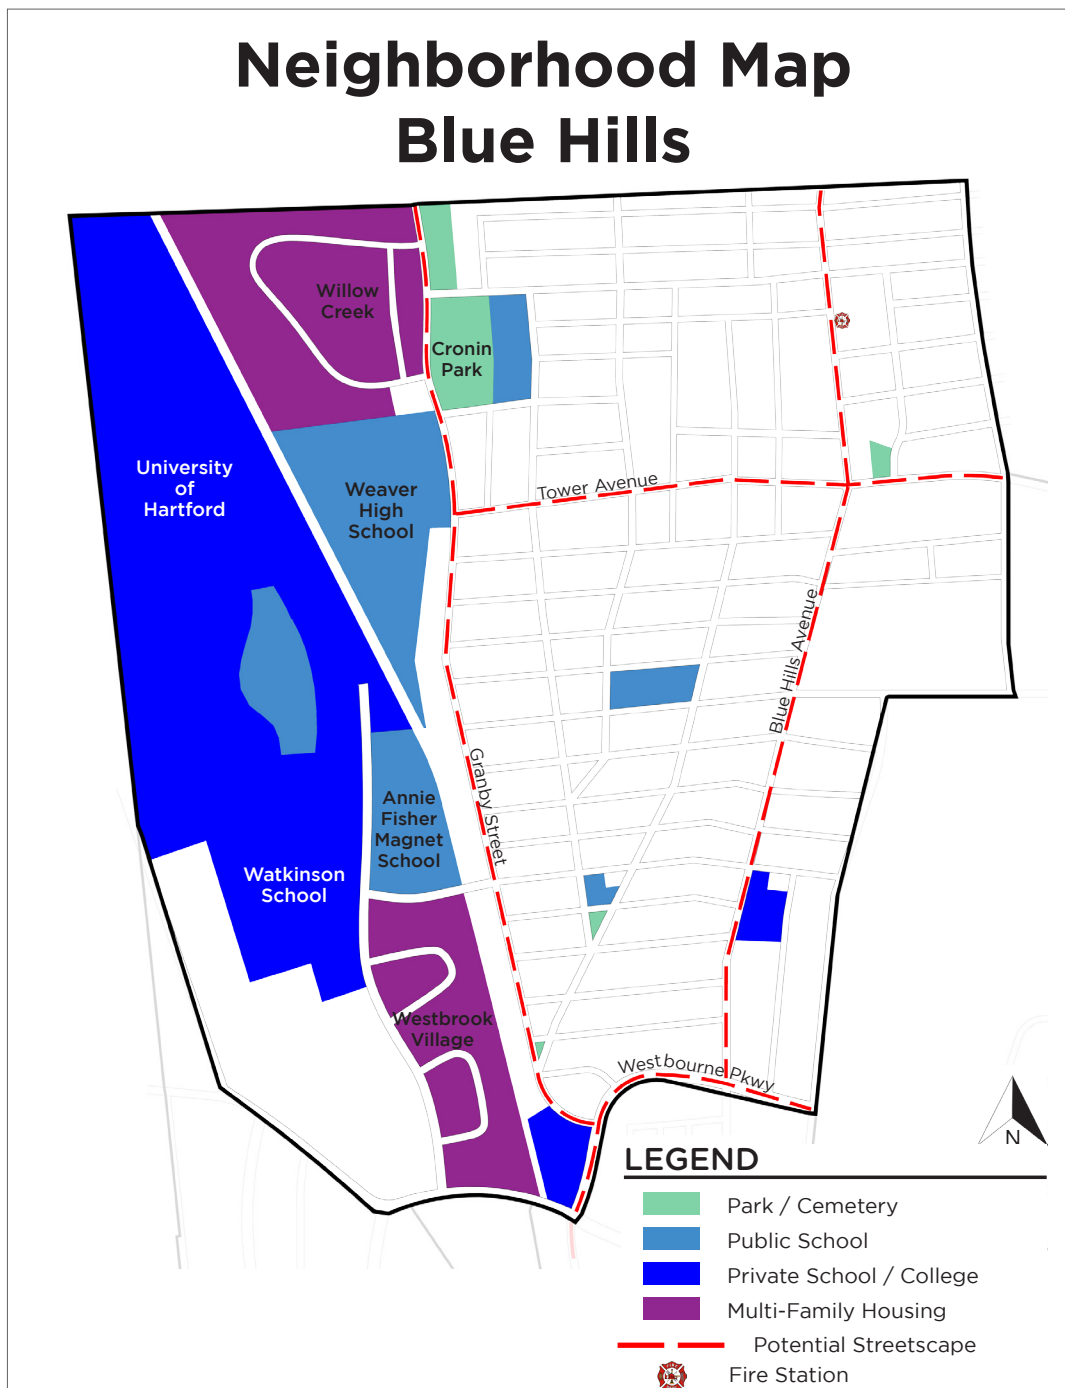 Neighborhood Map
Blue Hills
Willow
Creek
Cronin
Park
University
of
Hartford
Weaver
High
School
Tower Avenue
Blue Hills Avenue
Granby Street
Annie
Fisher
Magnet
School
Watkinson
School
Westbrook
Village
Westbourne Pkwy
N
LEGEND
Park / Cemetery
Public School
Private School / College
Multi-Family Housing
Potential Streetscape
Fire Station